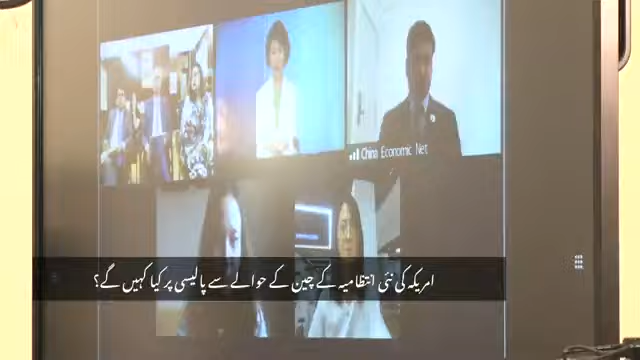 China Economic Net
امریکہ کی نئی انتظامیہ کے چین کے حوالے سے پالیسی پر کیا کہیں گے؟